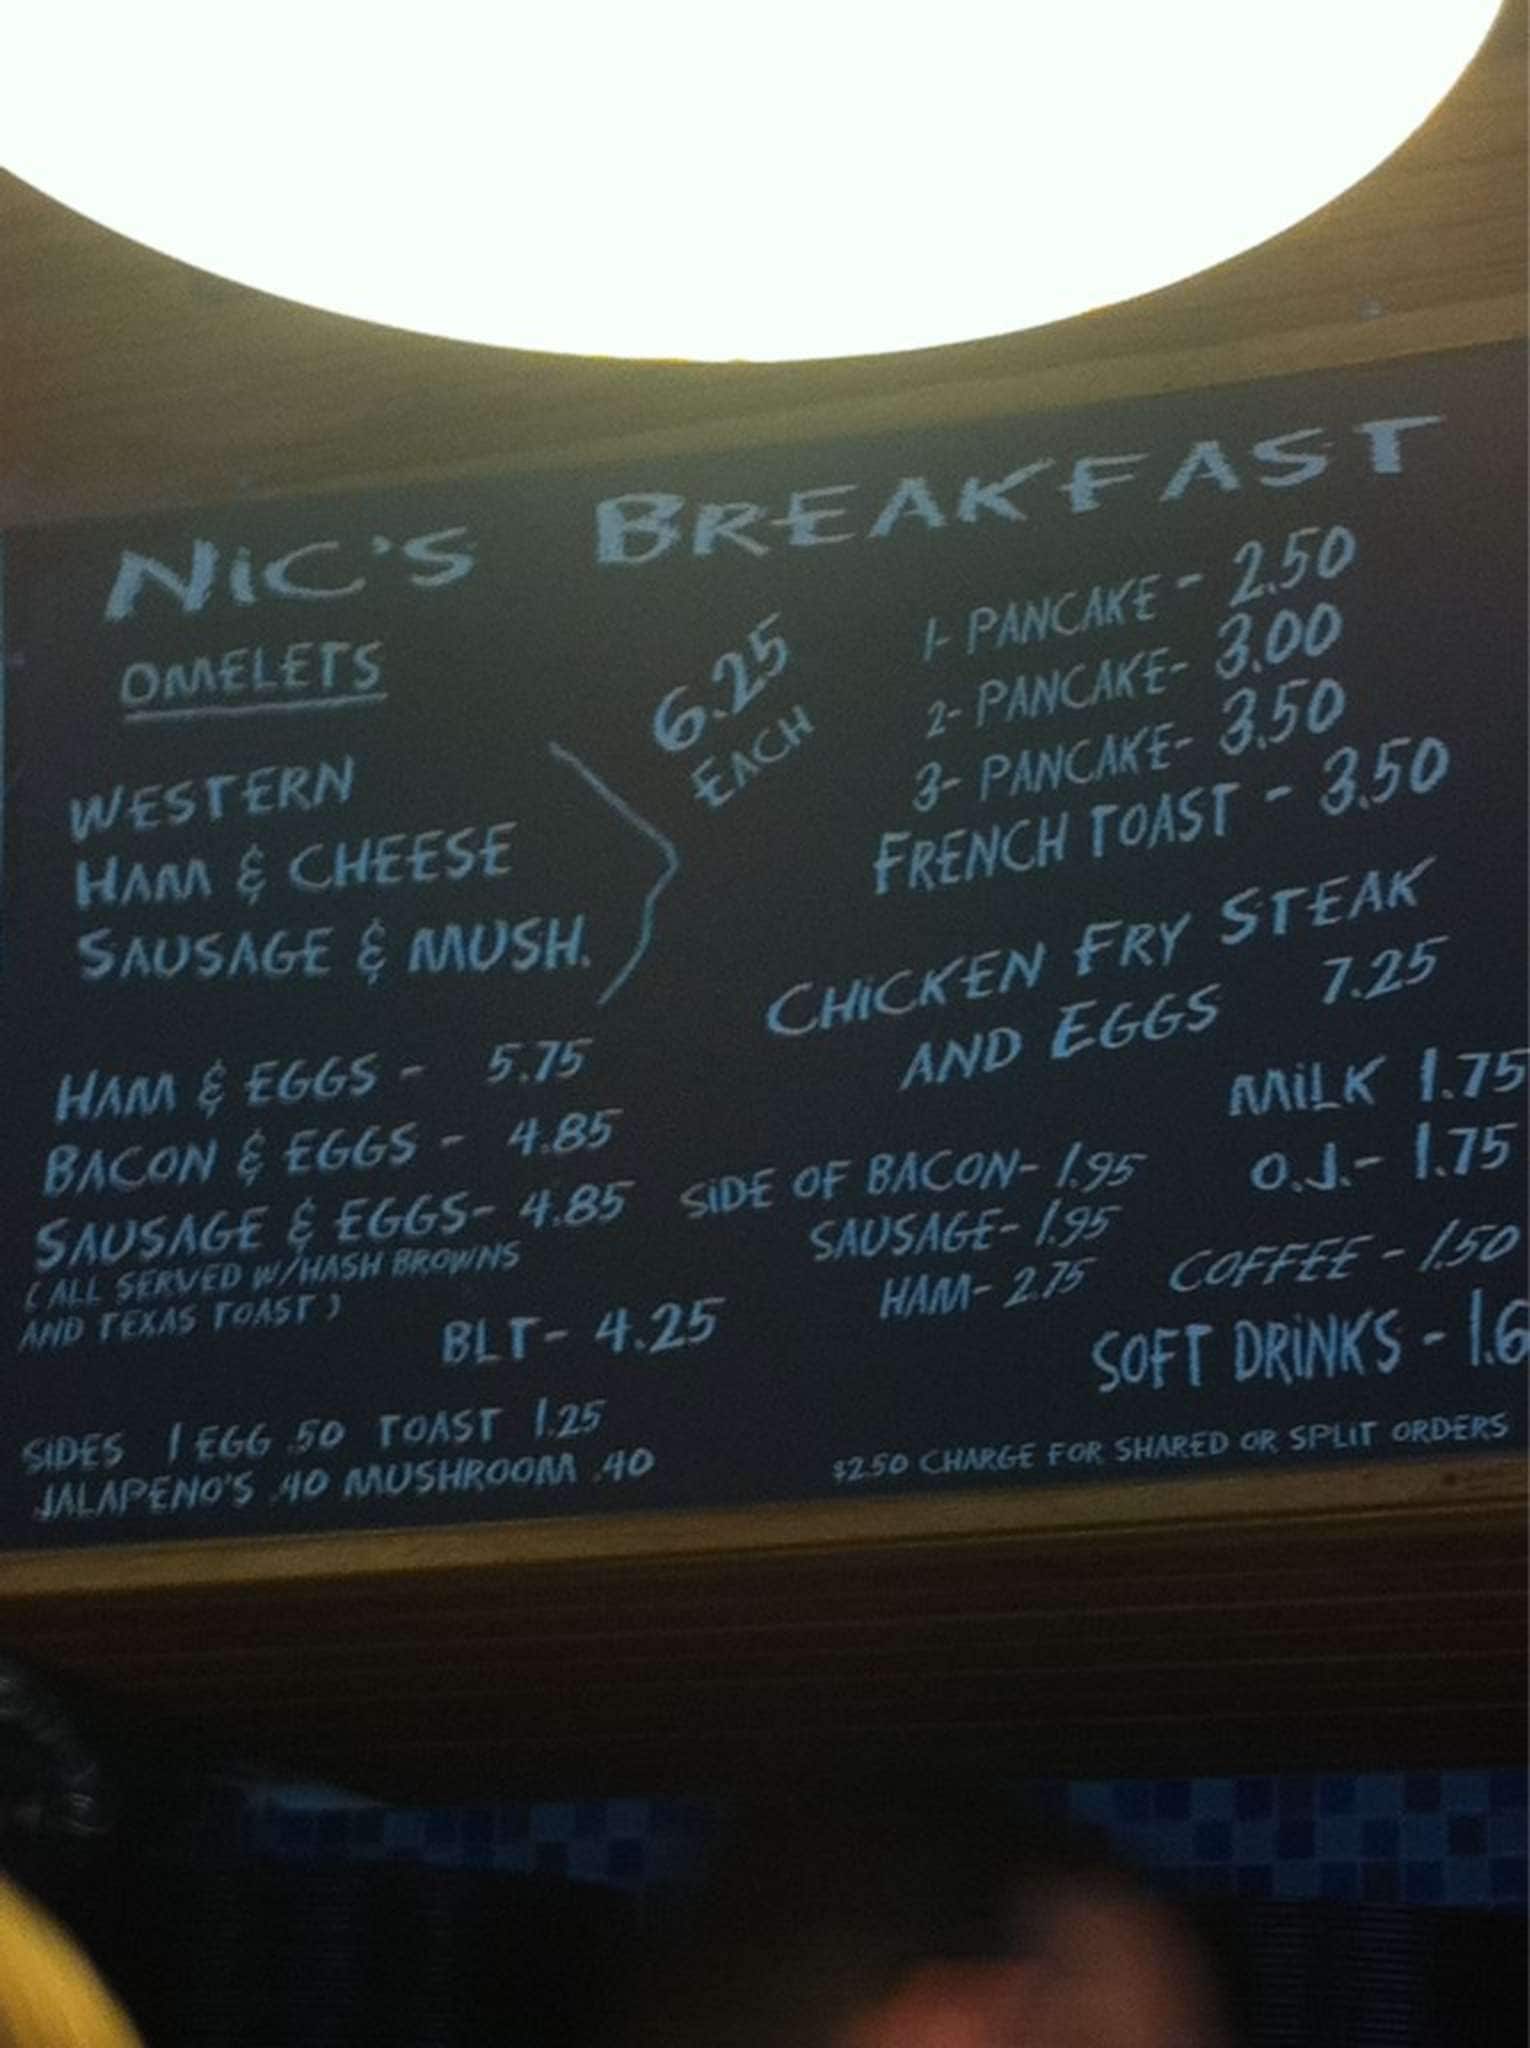 NIC'S BREAKFAST
OMELETS
WESTERN
HAM & CHEESE
SAUSAGE & MUSH.
6.25
EACH
HAM & EGGS - 5.75
BACON & EGGS - 4.85
SAUSAGE & EGGS- 4.85
(ALL SERVED W/HASH BROWNS
AND TEXAS TOAST)
BLT- 4.25
SIDES 1 EGG .50 TOAST 1.25
JALAPENO'S .40 MUSHROOM .40
1- PANCAKE - 2.50
2- PANCAKE- 3.00
3- PANCAKE- 3.50
FRENCH TOAST - 3.50
CHICKEN FRY STEAK
AND EGGS 7.25
SIDE OF BACON- 1.95
SAUSAGE- 1.95
HAM- 2.75
MILK 1.75
O.J.- 1.75
COFFEE - 1.50
SOFT DRINKS - 1.6
$2.50 CHARGE FOR SHARED OR SPLIT ORDERS